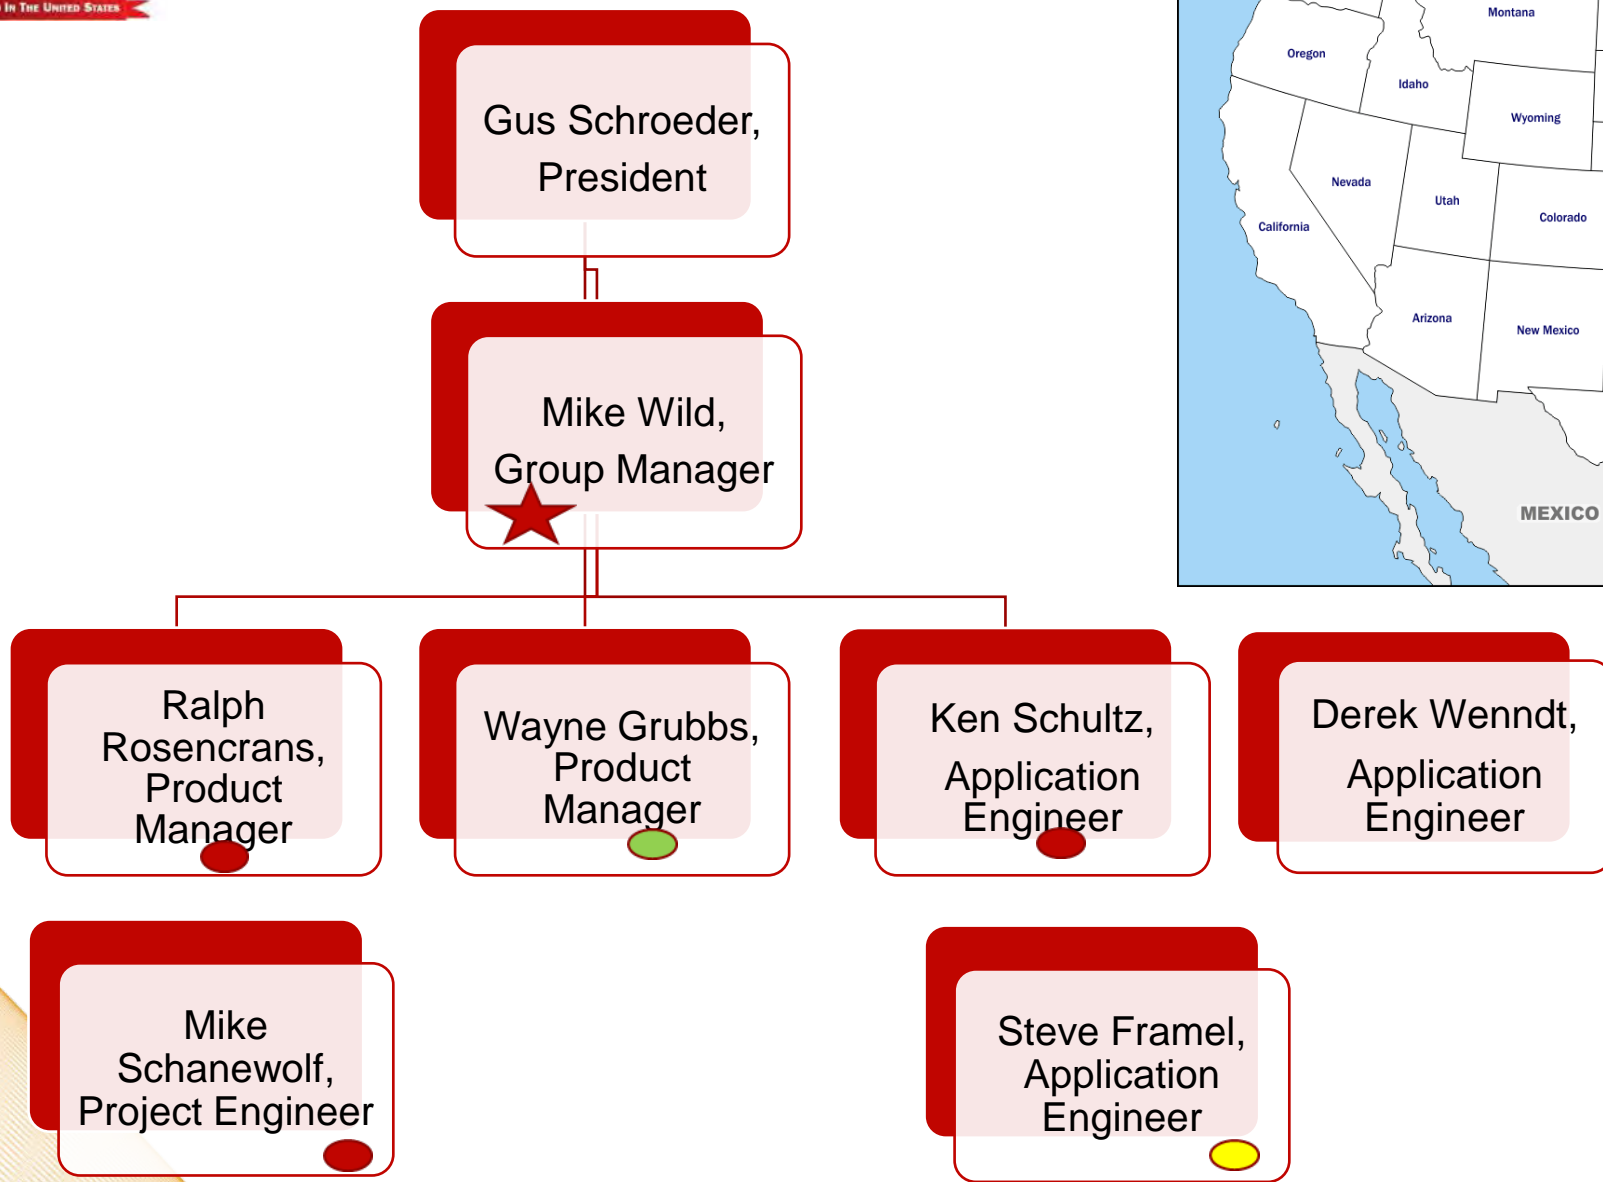 IN THE UNITED STATES
Gus Schroeder,
President
Mike Wild,
Group Manager
Ralph
Rosencrans,
Product
Manager
Wayne Grubbs,
Product
Manager
Ken Schultz,
Application
Engineer
Derek Wenndt,
Application
Engineer
Mike
Schanewolf,
Project Engineer
Steve Framel,
Application
Engineer
Montana
Oregon
Idaho
Wyoming
Nevada
Utah
Colorado
California
Arizona
New Mexico
MEXICO